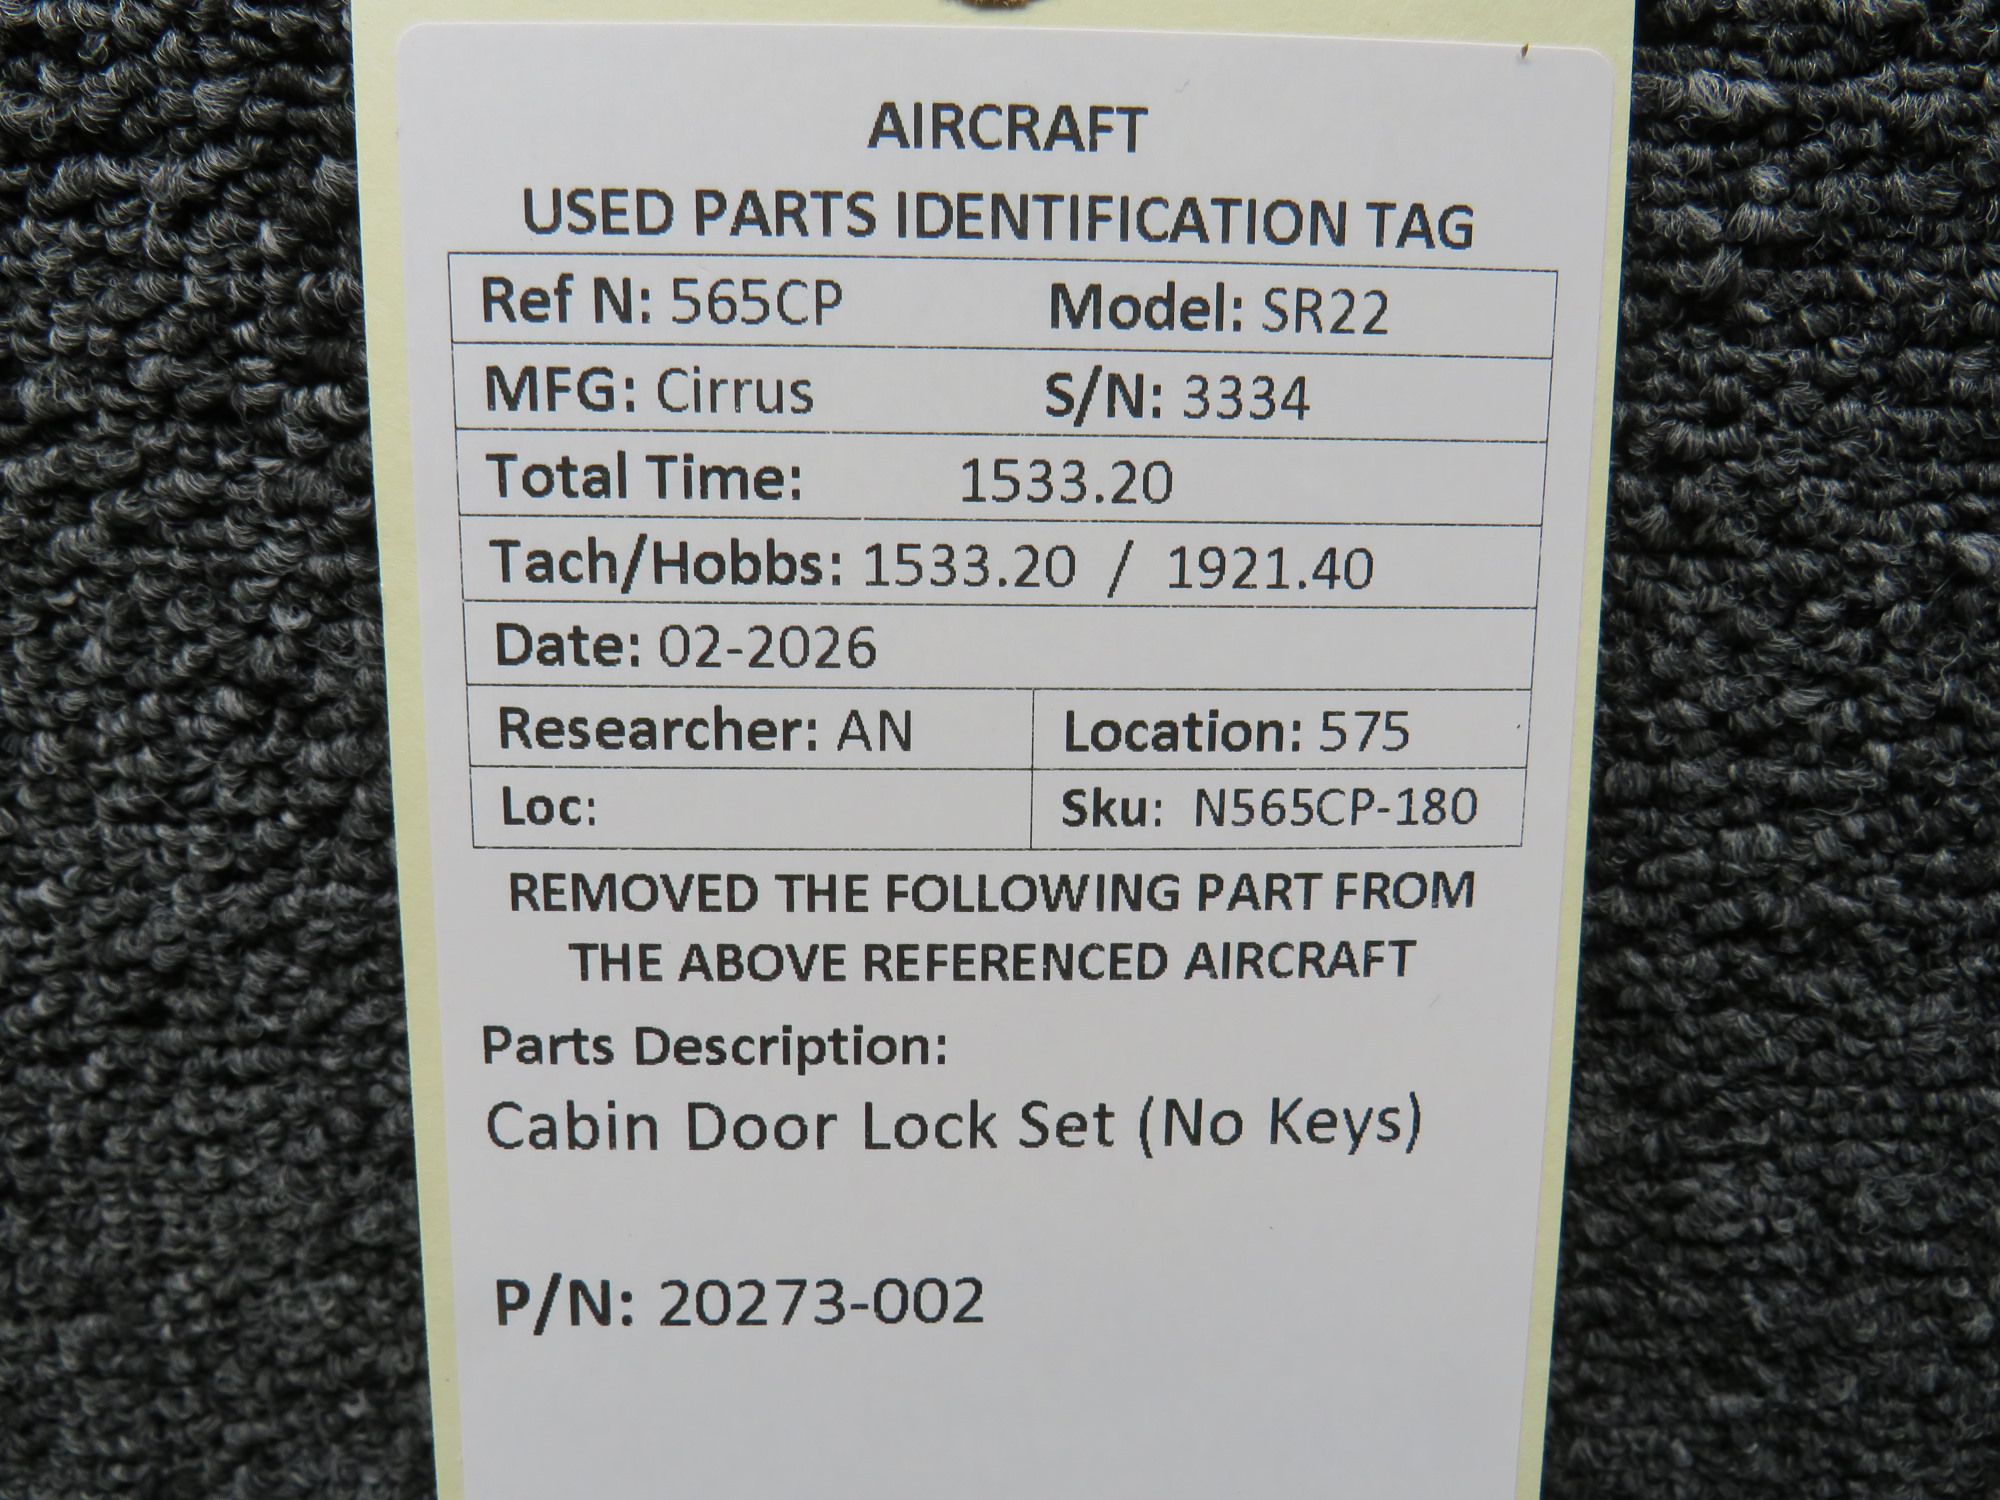 AIRCRAFT
USED PARTS IDENTIFICATION TAG
Ref N: 565CP Model: SR22
MFG: Cirrus S/N: 3334
Total Time: 1533.20
Tach/Hobbs: 1533.20 / 1921.40
Date: 02-2026
Researcher: AN Location: 575
Loc: Sku: N565CP-180
REMOVED THE FOLLOWING PART FROM
THE ABOVE REFERENCED AIRCRAFT
Parts Description:
Cabin Door Lock Set (No Keys)
P/N: 20273-002